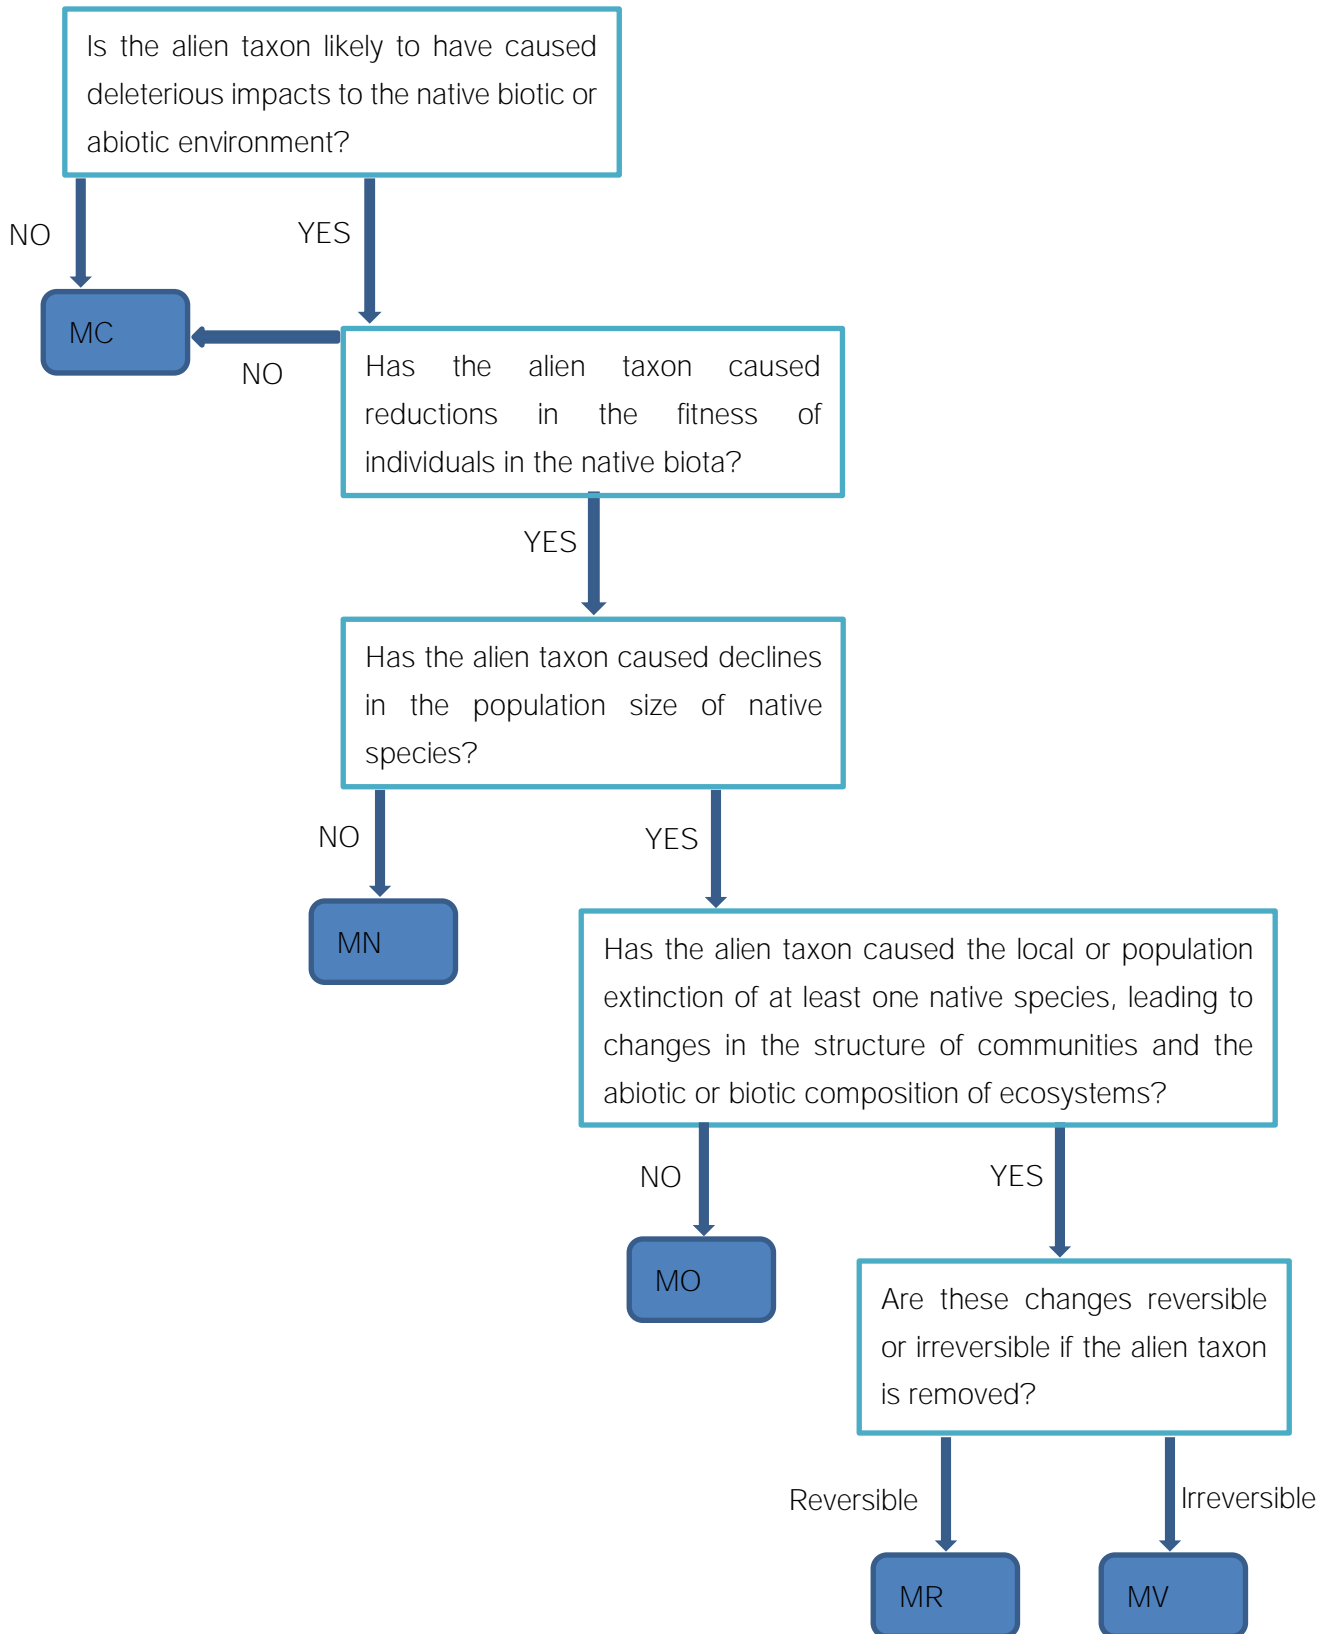 Is the alien taxon likely to have caused
deleterious impacts to the native biotic or
abiotic environment?
NO
YES
MC
NO
Has the alien taxon caused
reductions in the fitness of
individuals in the native biota?
YES
Has the alien taxon caused declines
in the population size of native
species?
NO
YES
MN
Has the alien taxon caused the local or population
extinction of at least one native species, leading to
changes in the structure of communities and the
abiotic or biotic composition of ecosystems?
NO
YES
MO
Are these changes reversible
or irreversible if the alien taxon
is removed?
Reversible
Irreversible
MR
MV